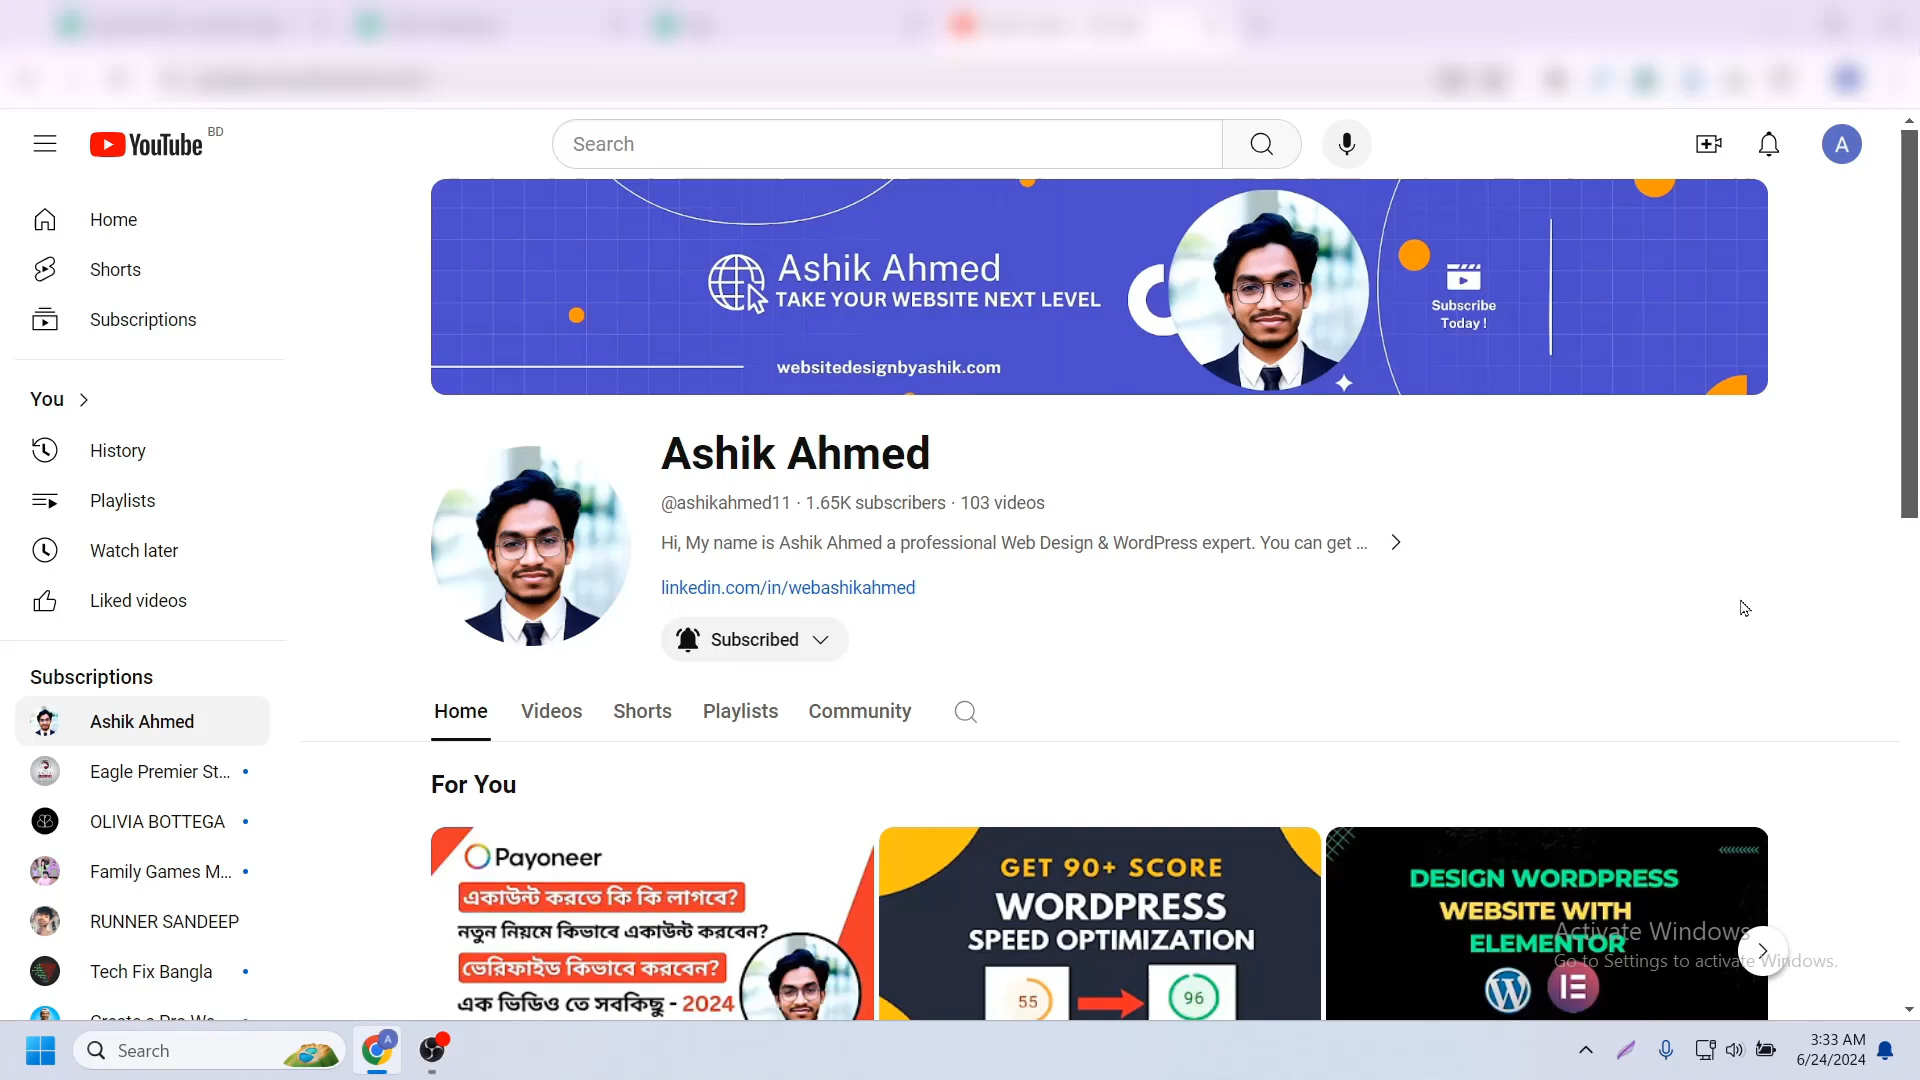 YouTube BD
Search
A
Home
Shorts
Subscriptions
You
History
Playlists
Watch later
Liked videos
Subscriptions
Ashik Ahmed
Eagle Premier St...
OLIVIA BOTTEGA
Family Games M...
RUNNER SANDEEP
Tech Fix Bangla
Ashik Ahmed
TAKE YOUR WEBSITE NEXT LEVEL
websitedesignbyashik.com
Subscribe
Today !
Ashik Ahmed
@ashikahmed11 · 1.65K subscribers · 103 videos
Hi, My name is Ashik Ahmed a professional Web Design & WordPress expert. You can get ...
linkedin.com/in/webashikahmed
Subscribed
Home Videos Shorts Playlists Community
For You
Payoneer
একাউন্ট করতে কি কি লাগবে?
নতুন নিয়মে কিভাবে একাউন্ট করবেন?
ভেরিফাইড কিভাবে করবেন?
এক ভিডিও তে সবকিছু - 2024
GET 90+ SCORE
WORDPRESS
SPEED OPTIMIZATION
55
96
DESIGN WORDPRESS
WEBSITE WITH
ELEMENTOR
Activate Windows
Go to Settings to activate Windows.
Search
A
3:33 AM
6/24/2024